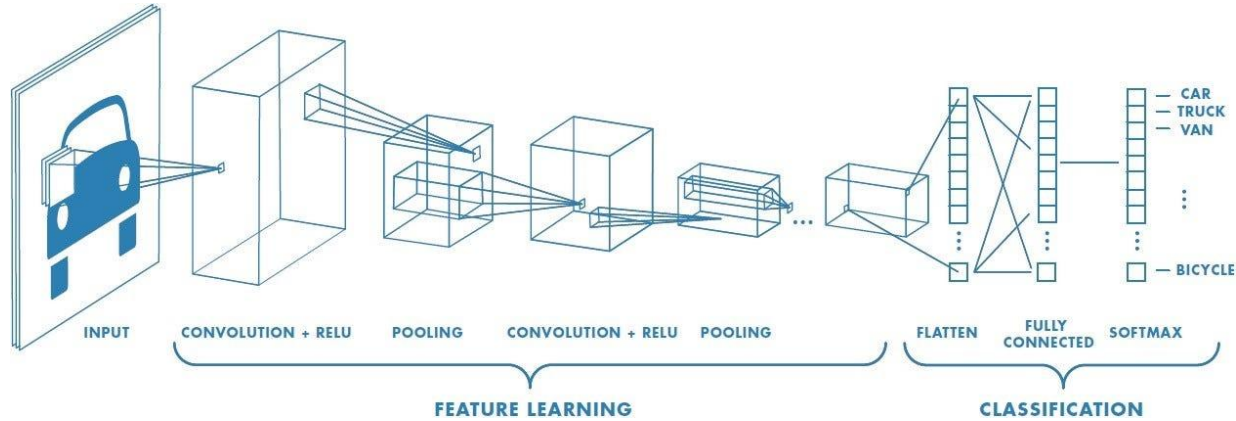 CAR
TRUCK
VAN
BICYCLE
INPUT
CONVOLUTION + RELU
POOLING
CONVOLUTION + RELU
POOLING
FLATTEN
FULLY
CONNECTED
SOFTMAX
FEATURE LEARNING
CLASSIFICATION